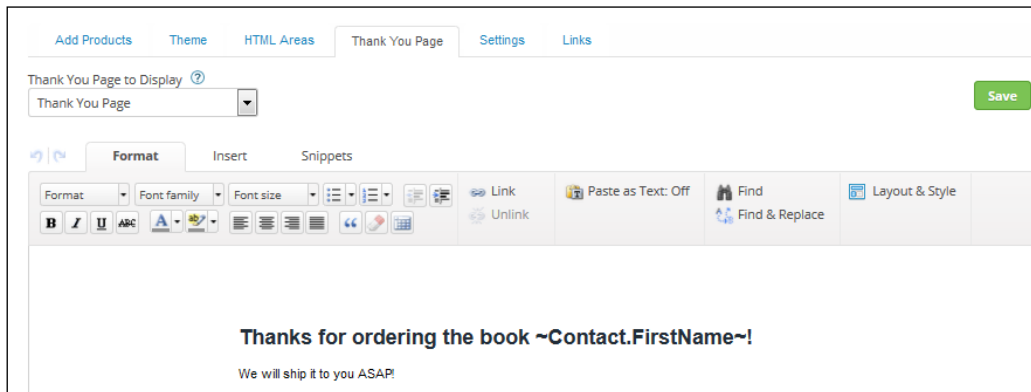 Add Products Theme HTML Areas Thank You Page Settings Links
Thank You Page to Display ?
Thank You Page
Save
Format Insert Snippets
Format Font family Font size Link Paste as Text: Off Find Layout & Style
B I U ABC A ab Unlink Find & Replace
Thanks for ordering the book ~Contact.FirstName~!
We will ship it to you ASAP!